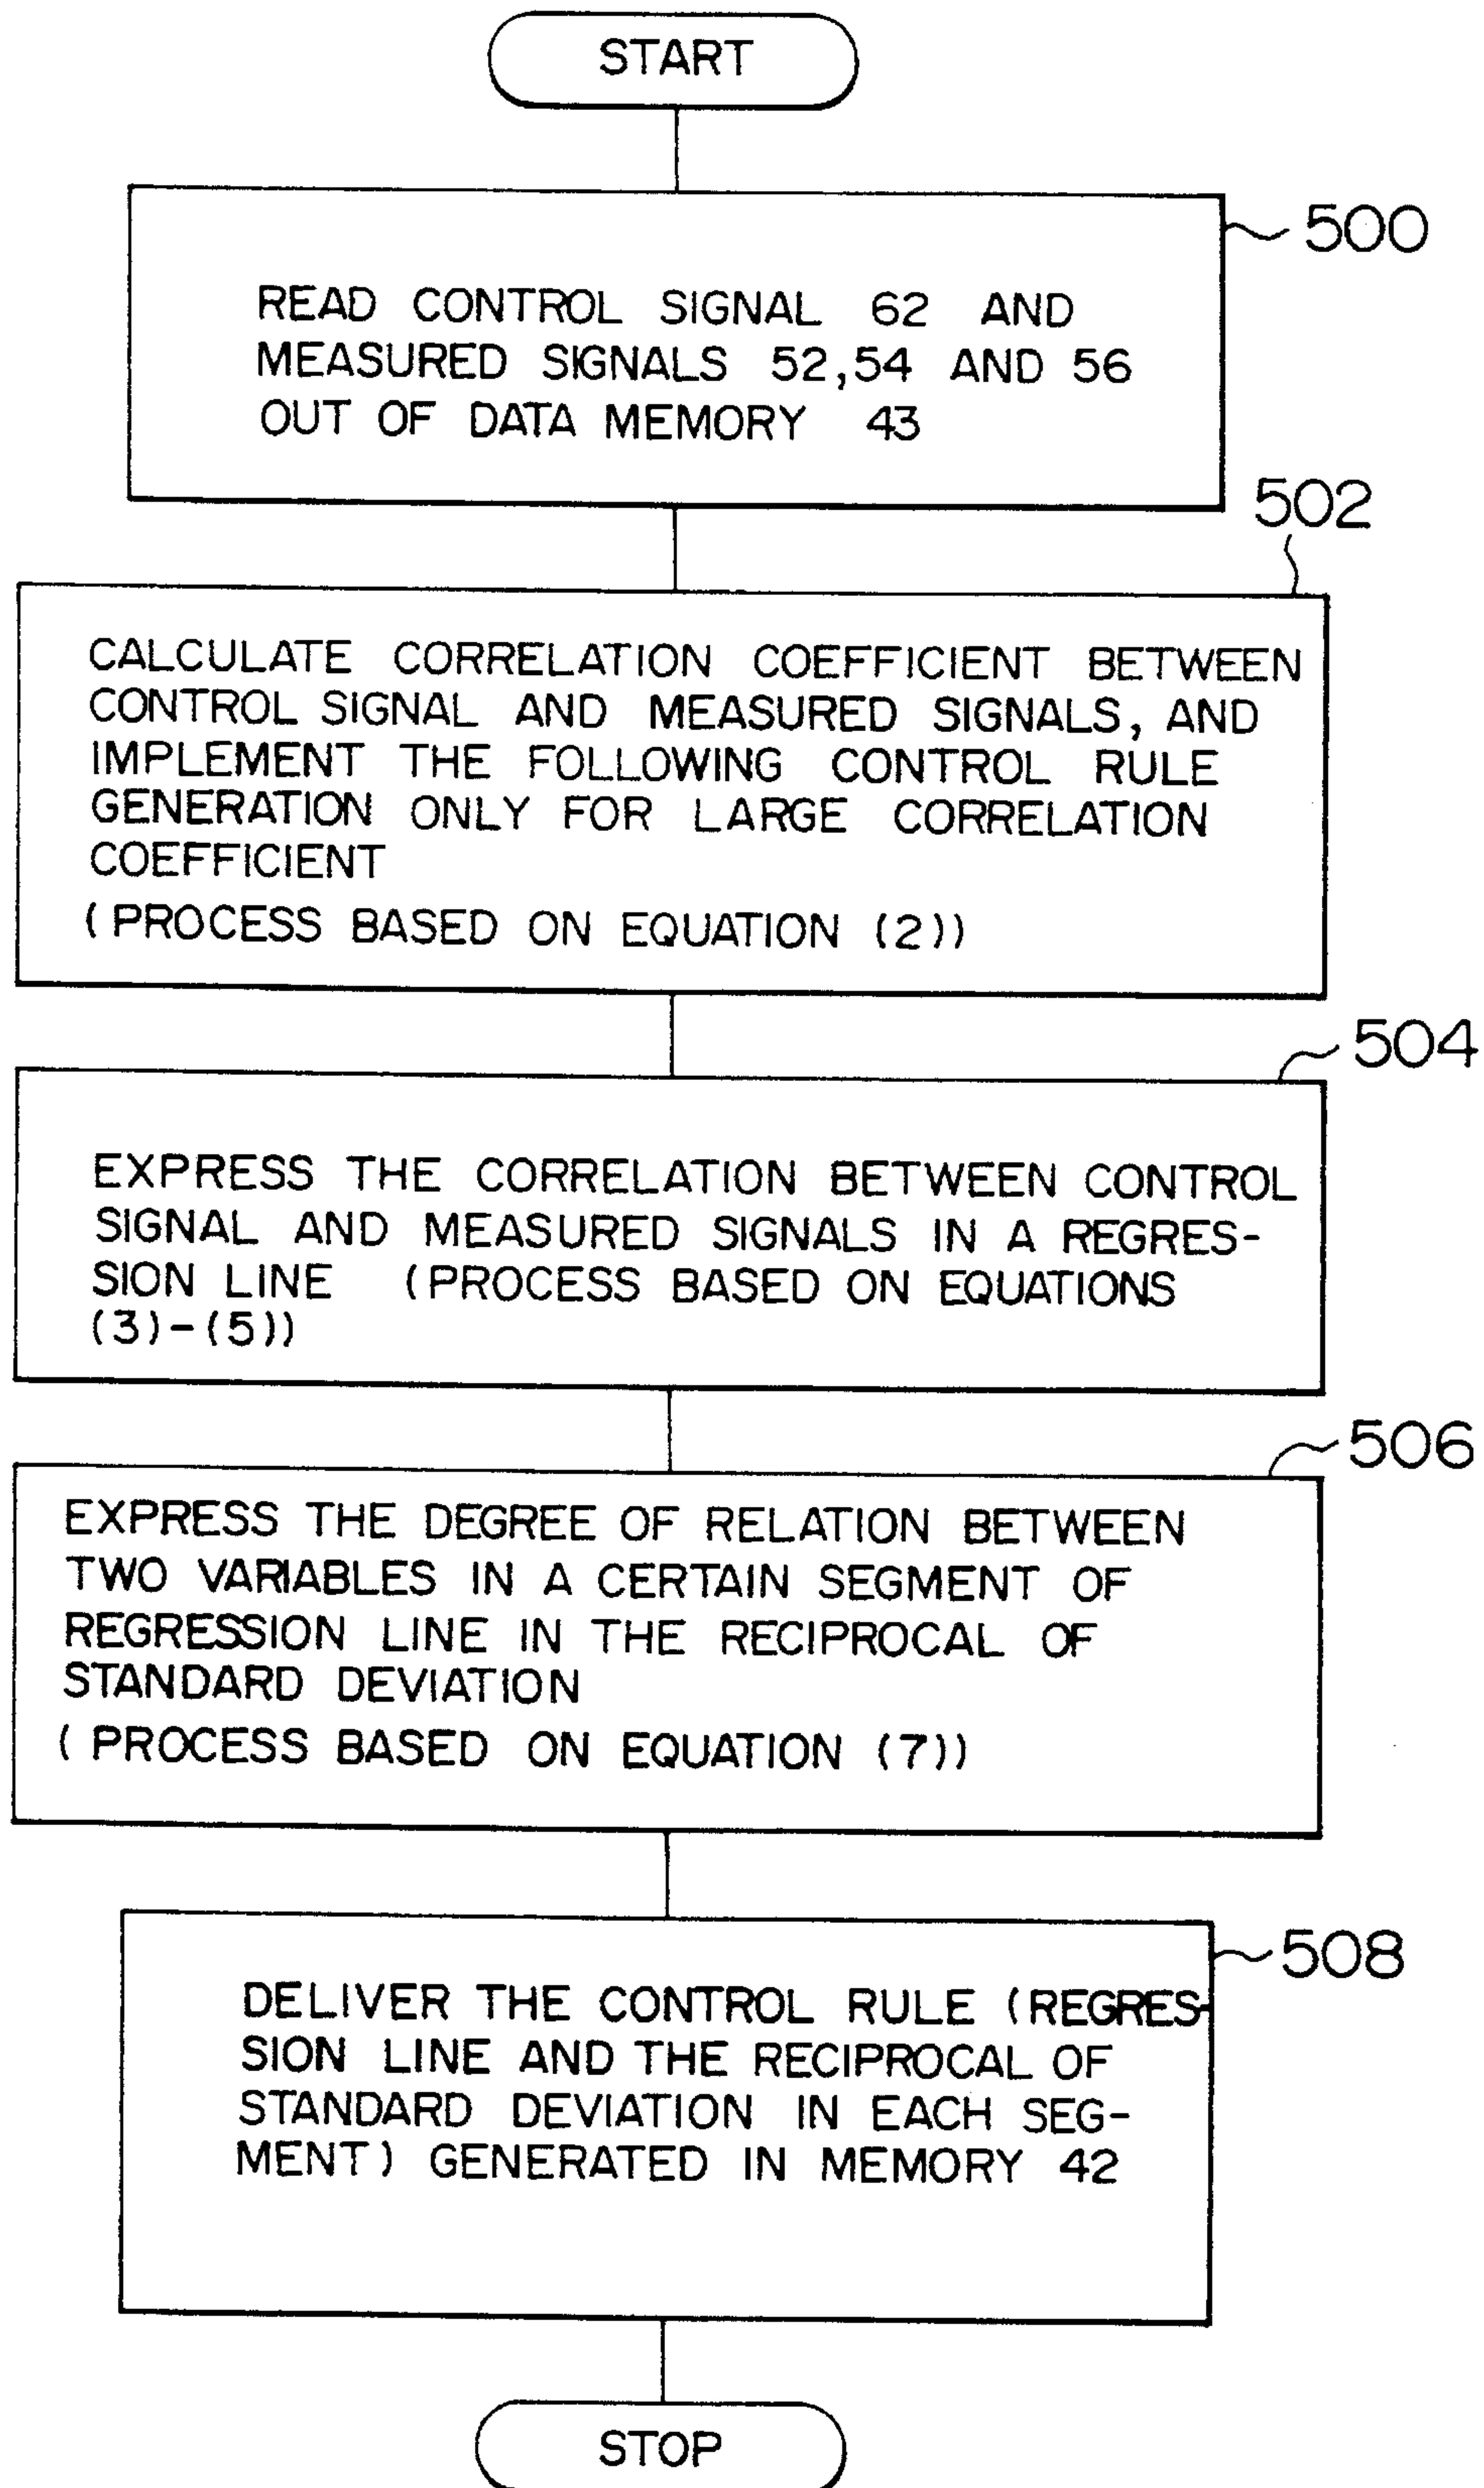 START
500
READ CONTROL SIGNAL 62 AND
MEASURED SIGNALS 52,54 AND 56
OUT OF DATA MEMORY 43
502
CALCULATE CORRELATION COEFFICIENT BETWEEN
CONTROL SIGNAL AND MEASURED SIGNALS, AND
IMPLEMENT THE FOLLOWING CONTROL RULE
GENERATION ONLY FOR LARGE CORRELATION
COEFFICIENT
(PROCESS BASED ON EQUATION (2))
504
EXPRESS THE CORRELATION BETWEEN CONTROL
SIGNAL AND MEASURED SIGNALS IN A REGRES-
SION LINE (PROCESS BASED ON EQUATIONS
(3)-(5))
506
EXPRESS THE DEGREE OF RELATION BETWEEN
TWO VARIABLES IN A CERTAIN SEGMENT OF
REGRESSION LINE IN THE RECIPROCAL OF
STANDARD DEVIATION
(PROCESS BASED ON EQUATION (7))
508
DELIVER THE CONTROL RULE (REGRES-
SION LINE AND THE RECIPROCAL OF
STANDARD DEVIATION IN EACH SEG-
MENT) GENERATED IN MEMORY 42
STOP